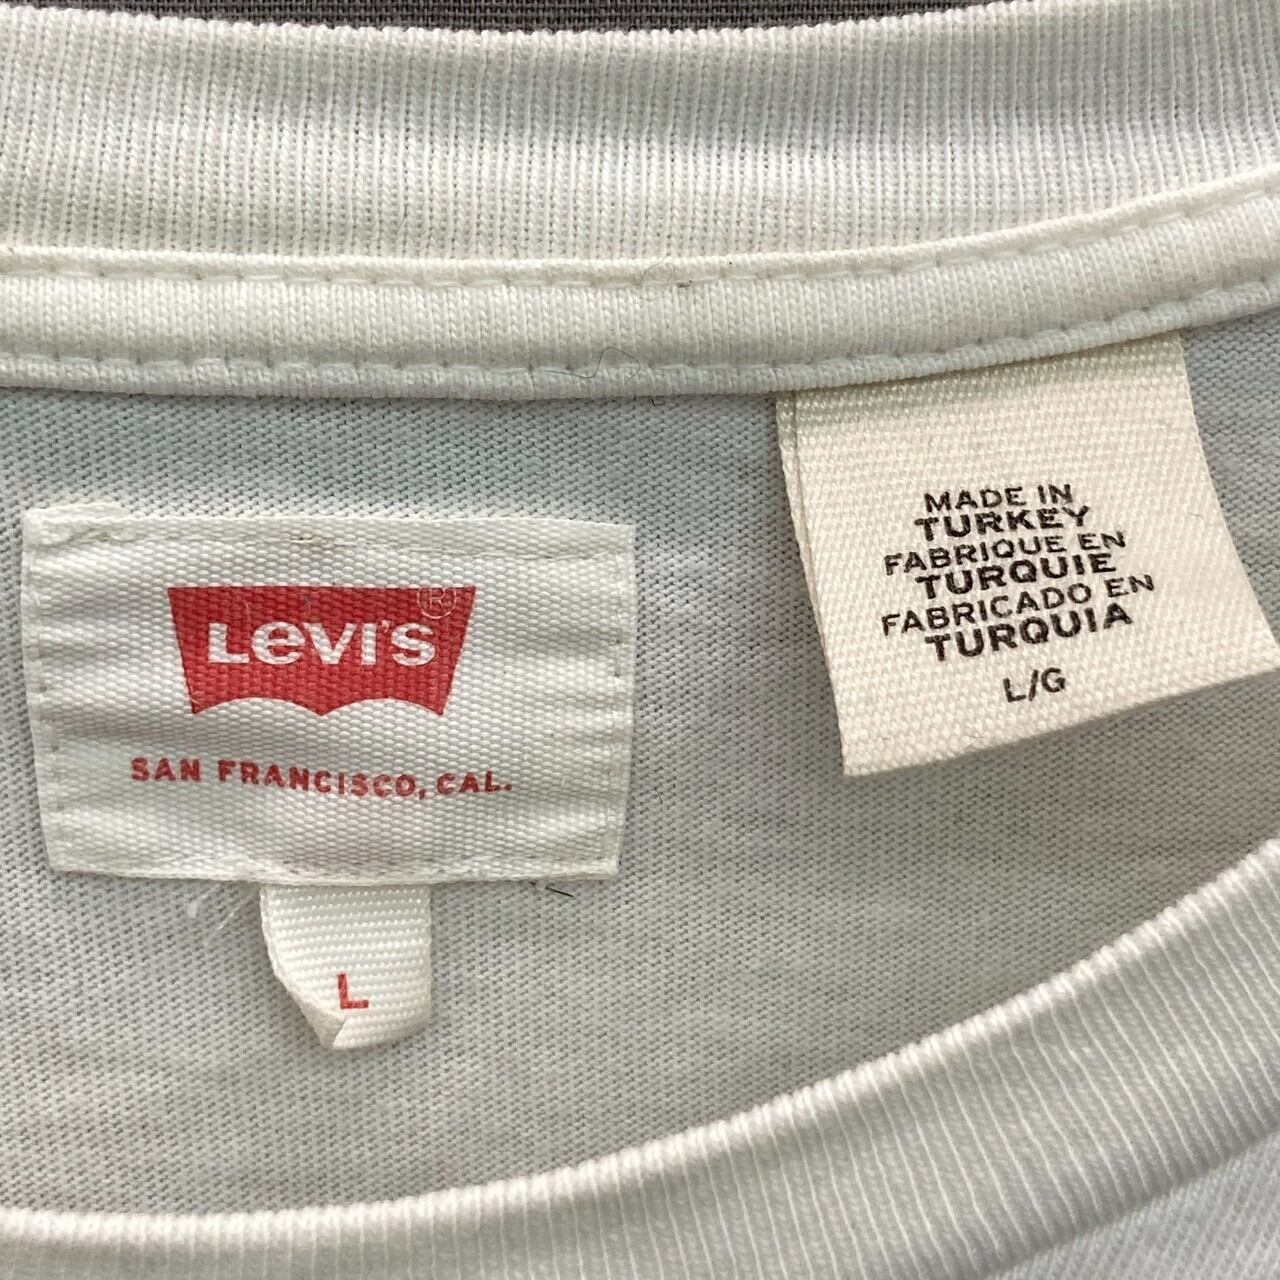 LEVI'S ®
SAN FRANCISCO, CAL.
L
MADE IN
TURKEY
FABRIQUE EN
TURQUIE
FABRICADO EN
TURQUIA
L/G